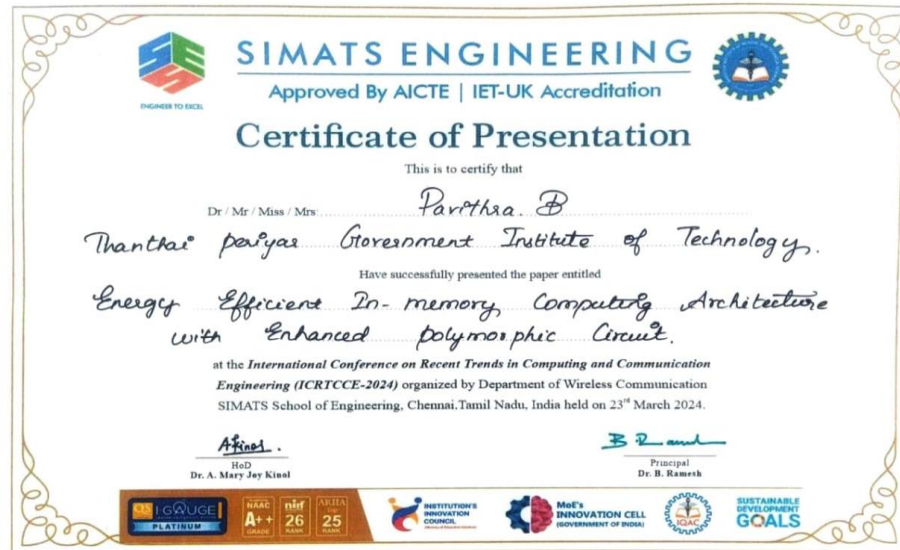 SIMATS ENGINEERING
Approved By AICTE | IET-UK Accreditation
ENGINEER TO EXCEL
Certificate of Presentation
This is to certify that
Dr / Mr / Miss / Mrs Pavithra. B
Thanthai periyar Government Institute of Technology.
Have successfully presented the paper entitled
Energy Efficient In-memory Computing Architecture
with Enhanced polymorphic Circuit.
at the International Conference on Recent Trends in Computing and Communication
Engineering (ICRTCCE-2024) organized by Department of Wireless Communication
SIMATS School of Engineering, Chennai.Tamil Nadu, India held on 23rd March 2024.
HoD
Dr. A. Mary Joy Kinol
Principal
Dr. B. Ramesh
QS I·GAUGE
PLATINUM
NAAC
A++
GRADE
nirf
26
RANK
ARIIA
25
RANK
INSTITUTION'S
INNOVATION
COUNCIL
MoE's
INNOVATION CELL
(GOVERNMENT OF INDIA)
IQAC
SUSTAINABLE
DEVELOPMENT
GOALS